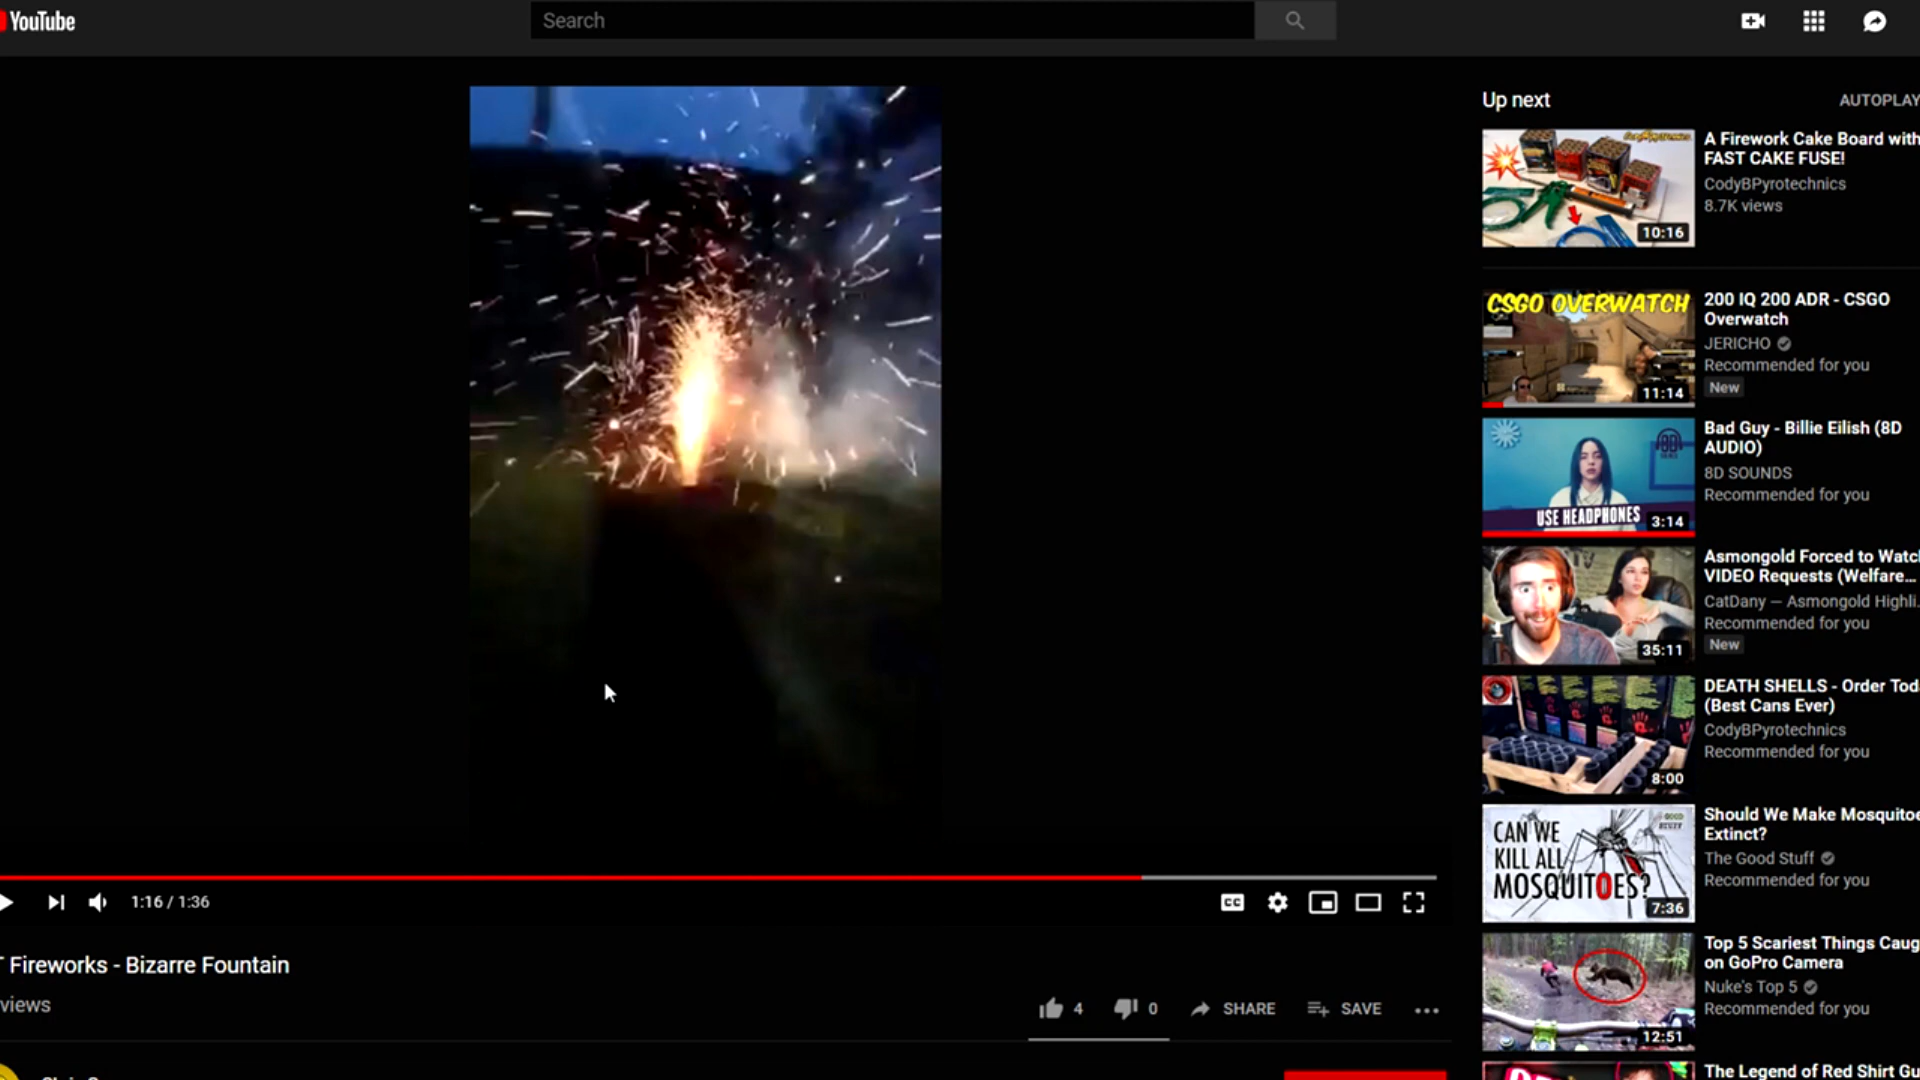 YouTube
Search
Up next
AUTOPLAY
A Firework Cake Board with
FAST CAKE FUSE!
CodyBPyrotechnics
8.7K views
10:16
CSGO OVERWATCH
11:14
200 IQ 200 ADR - CSGO
Overwatch
JERICHO
Recommended for you
New
USE HEADPHONES
3:14
Bad Guy - Billie Eilish (8D
AUDIO)
8D SOUNDS
Recommended for you
35:11
Asmongold Forced to Watc
VIDEO Requests (Welfare...
CatDany — Asmongold Highli.
Recommended for you
New
8:00
DEATH SHELLS - Order Tod
(Best Cans Ever)
CodyBPyrotechnics
Recommended for you
CAN WE
KILL ALL
MOSQUITOES?
7:36
Should We Make Mosquitoe
Extinct?
The Good Stuff
Recommended for you
12:51
Top 5 Scariest Things Caug
on GoPro Camera
Nuke's Top 5
Recommended for you
The Legend of Red Shirt Gu
1:16 / 1:36
CC
Fireworks - Bizarre Fountain
views
4
0
SHARE
SAVE